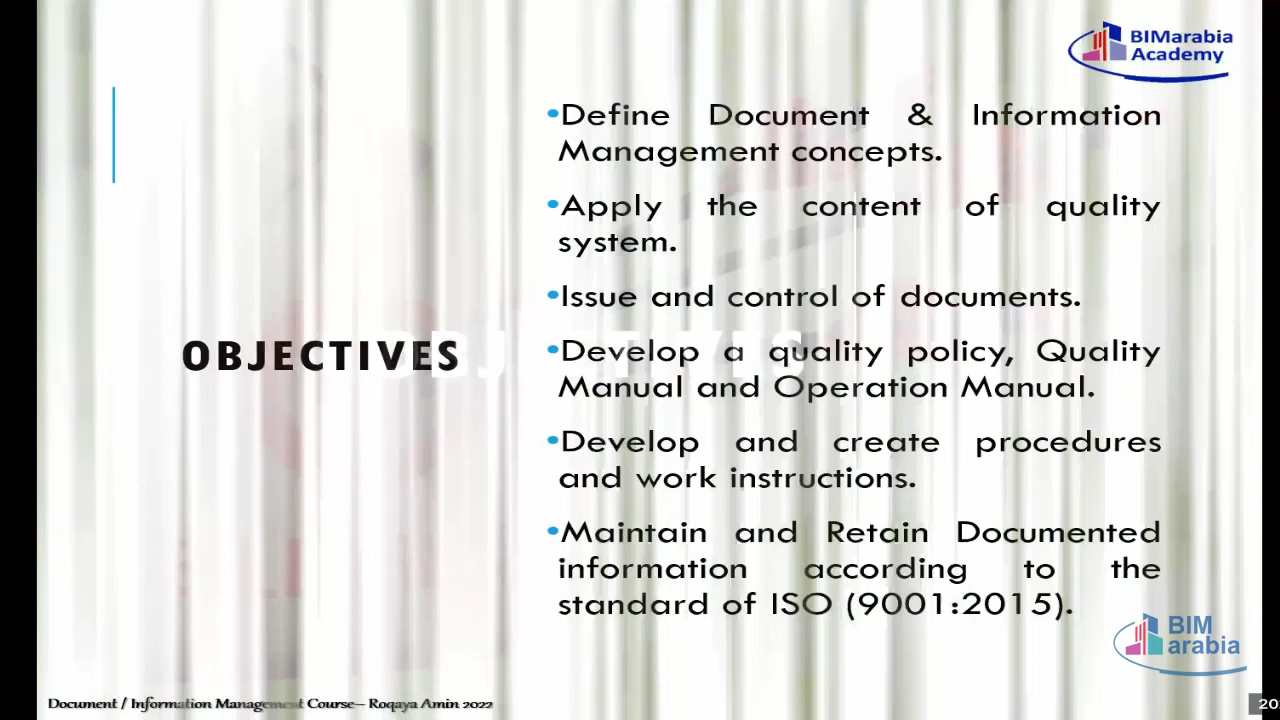 BIMarabia
Academy
•Define Document & Information
Management concepts.
•Apply the content of quality
system.
•Issue and control of documents.
OBJECTIVES
•Develop a quality policy, Quality
Manual and Operation Manual.
•Develop and create procedures
and work instructions.
•Maintain and Retain Documented
information according to the
standard of ISO (9001:2015).
BIM
arabia
Document / Information Management Course– Roqaya Amin 2022
20